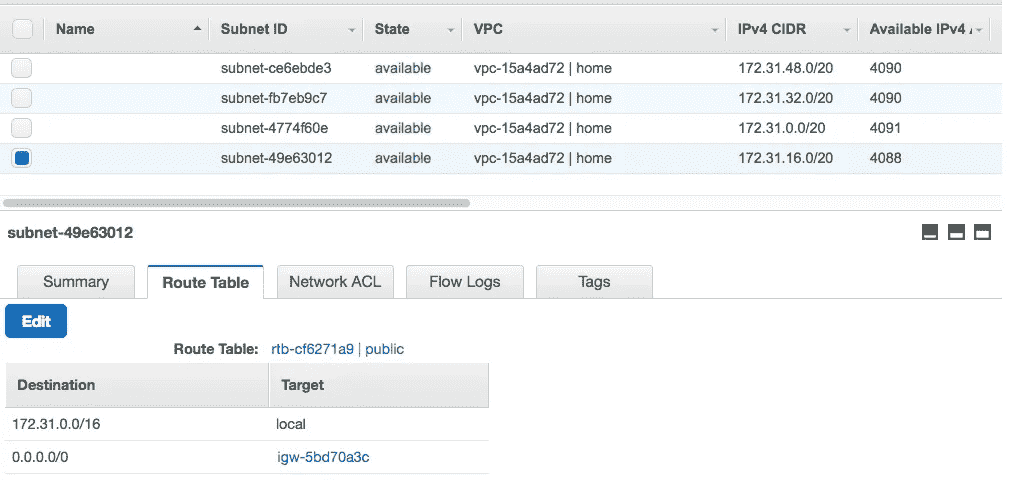 Name Subnet ID State VPC IPv4 CIDR Available IPv4
subnet-ce6ebde3 available vpc-15a4ad72 | home 172.31.48.0/20 4090
subnet-fb7eb9c7 available vpc-15a4ad72 | home 172.31.32.0/20 4090
subnet-4774f60e available vpc-15a4ad72 | home 172.31.0.0/20 4091
subnet-49e63012 available vpc-15a4ad72 | home 172.31.16.0/20 4088
subnet-49e63012
Summary Route Table Network ACL Flow Logs Tags
Edit
Route Table: rtb-cf6271a9 | public
Destination Target
172.31.0.0/16 local
0.0.0.0/0 igw-5bd70a3c